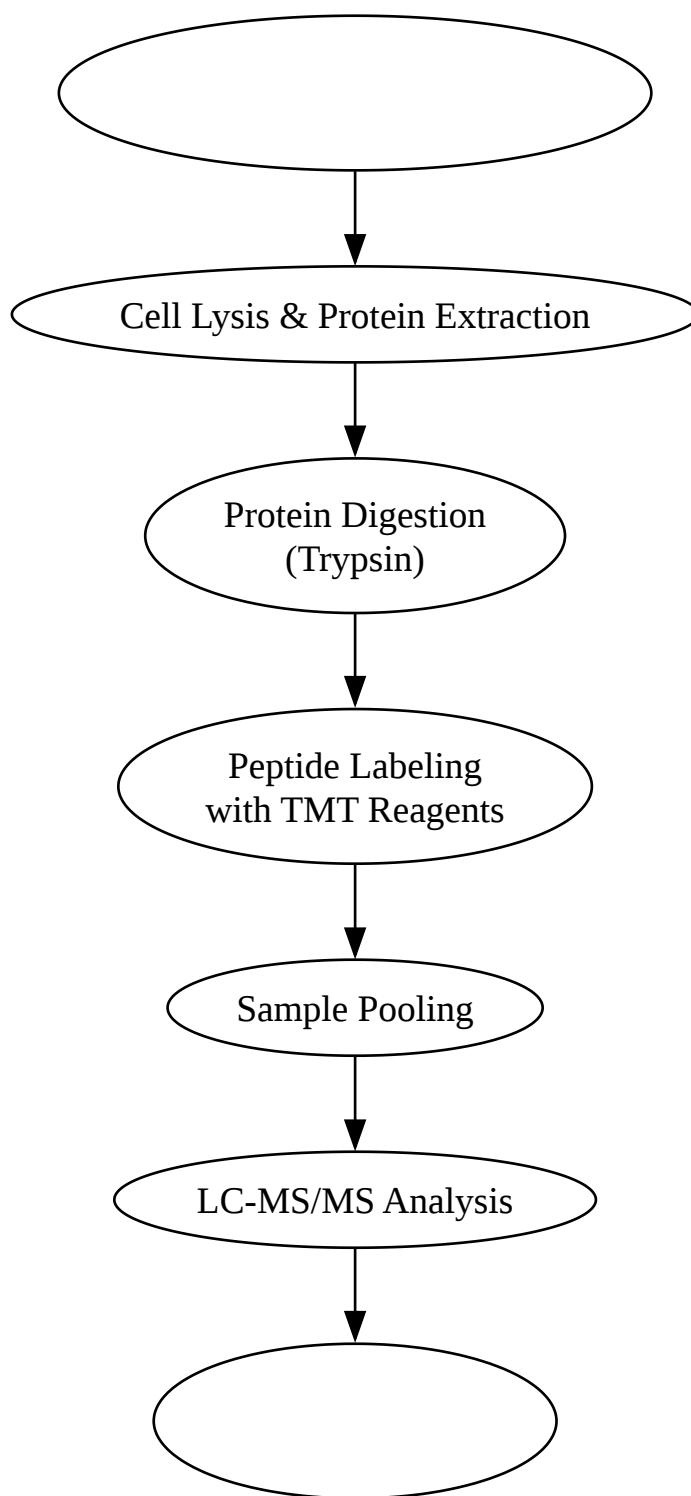 Cell Lysis & Protein Extraction
Protein Digestion
(Trypsin)
Peptide Labeling
with TMT Reagents
Sample Pooling
LC-MS/MS Analysis